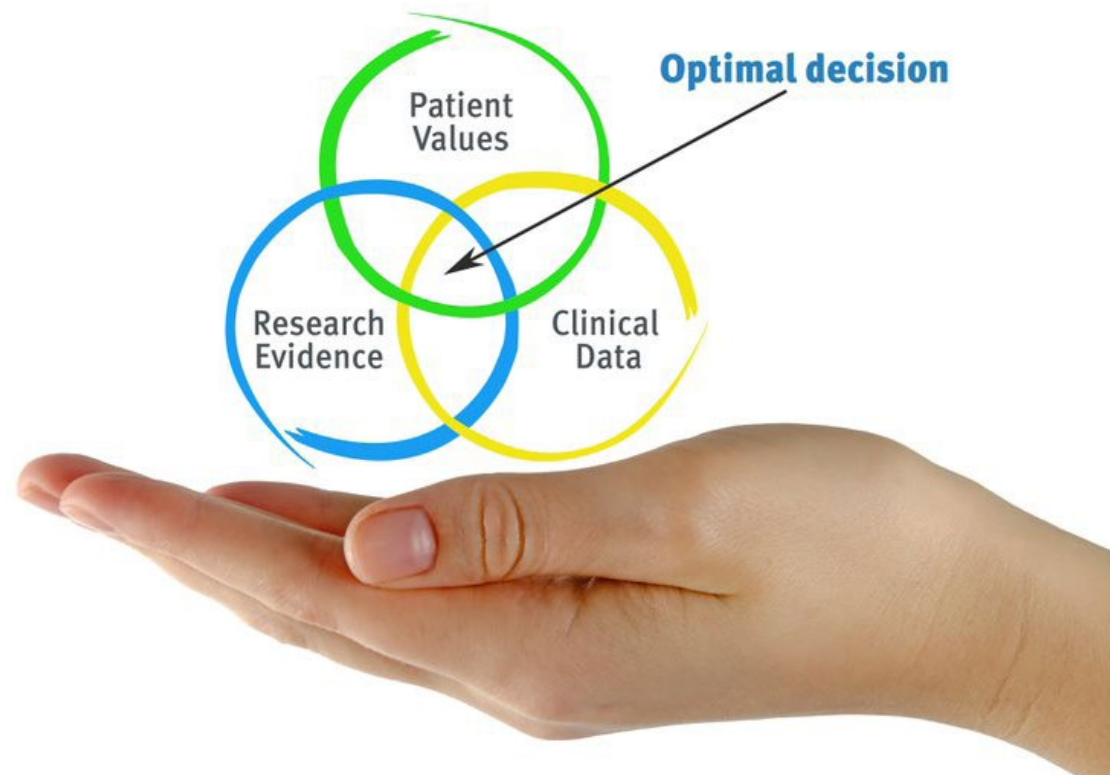 Optimal decision
Patient
Values
Research
Evidence
Clinical
Data